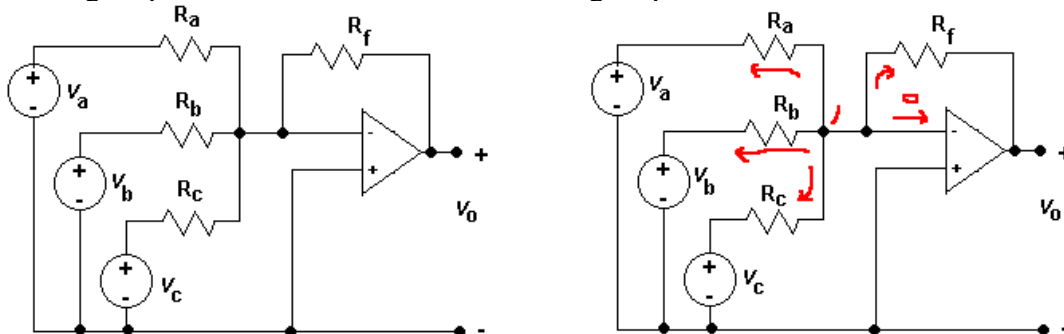 Ra
Rf
+
va
-
Rb
-
+
+
vb
-
Rc
vo
+
vc
-
-
Ra
Rf
+
va
-
Rb
-
+
+
vb
-
Rc
vo
+
vc
-
-